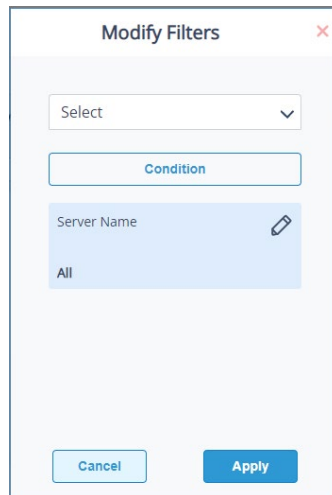 Modify Filters
Select
Condition
Server Name
All
Cancel
Apply